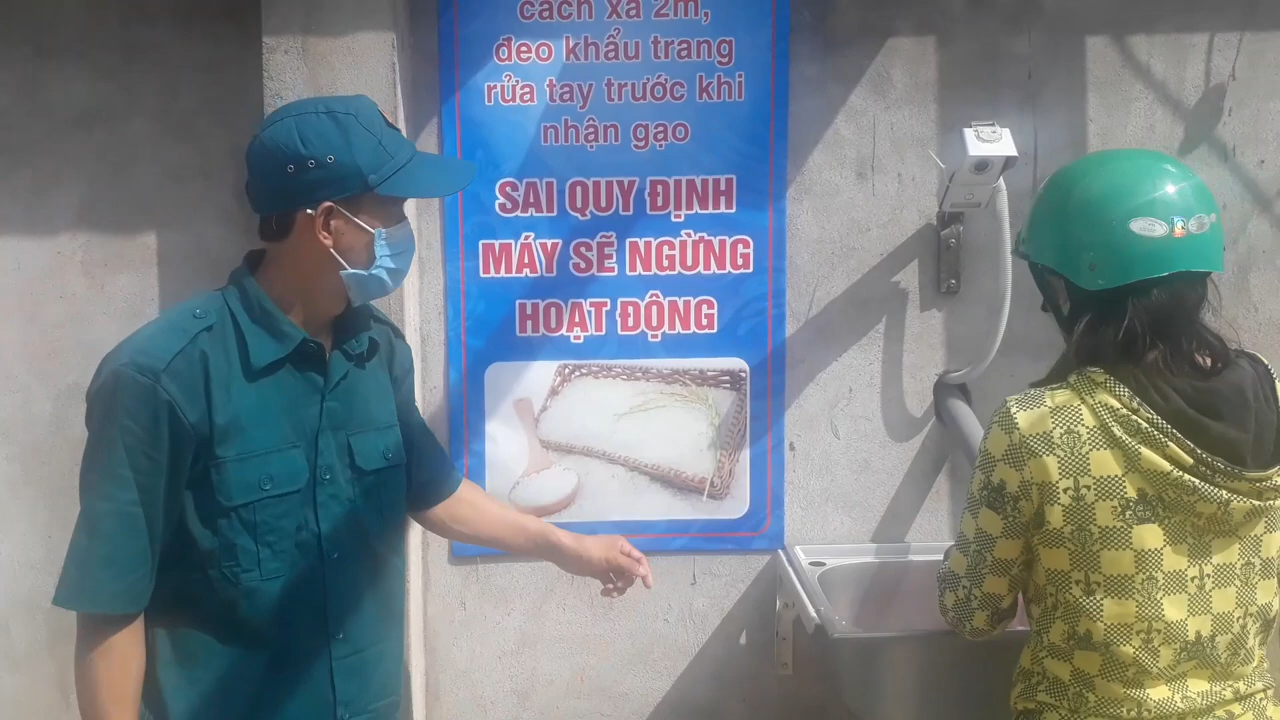 cách xa 2m,
đeo khẩu trang
rửa tay trước khi
nhận gạo
SAI QUY ĐỊNH
MÁY SẼ NGỪNG
HOẠT ĐỘNG